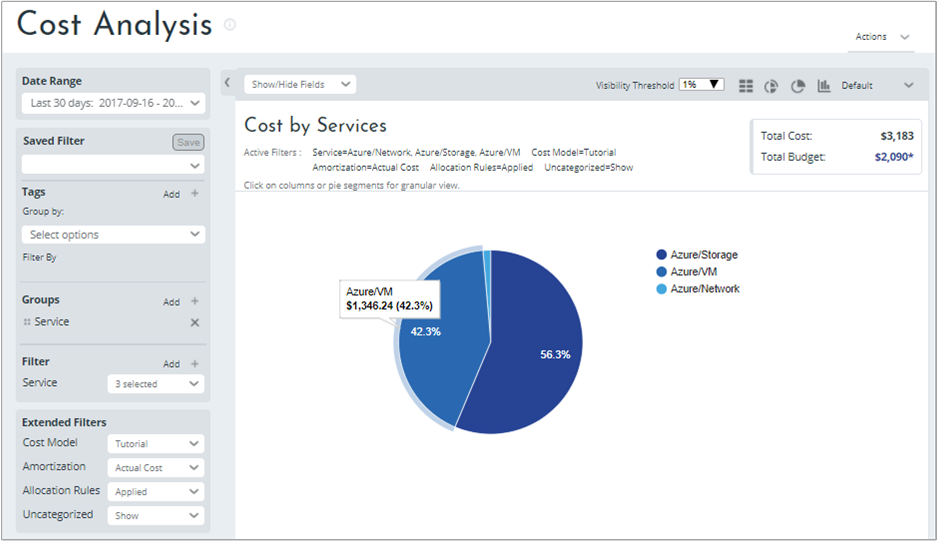 Cost Analysis
Actions
Date Range
Last 30 days: 2017-09-16 - 20...
Saved Filter
Save
Tags
Add +
Group by:
Select options
Filter By
Groups
Add +
Service
Filter
Add +
Service
3 selected
Extended Filters
Cost Model
Tutorial
Amortization
Actual Cost
Allocation Rules
Applied
Uncategorized
Show
Show/Hide Fields
Visibility Threshold
1%
Default
Cost by Services
Active Filters : Service=Azure/Network, Azure/Storage, Azure/VM Cost Model=Tutorial
Amortization=Actual Cost Allocation Rules=Applied Uncategorized=Show
Click on columns or pie segments for granular view.
Total Cost: $3,183
Total Budget: $2,090*
Azure/VM
$1,346.24 (42.3%)
42.3%
56.3%
Azure/Storage
Azure/VM
Azure/Network